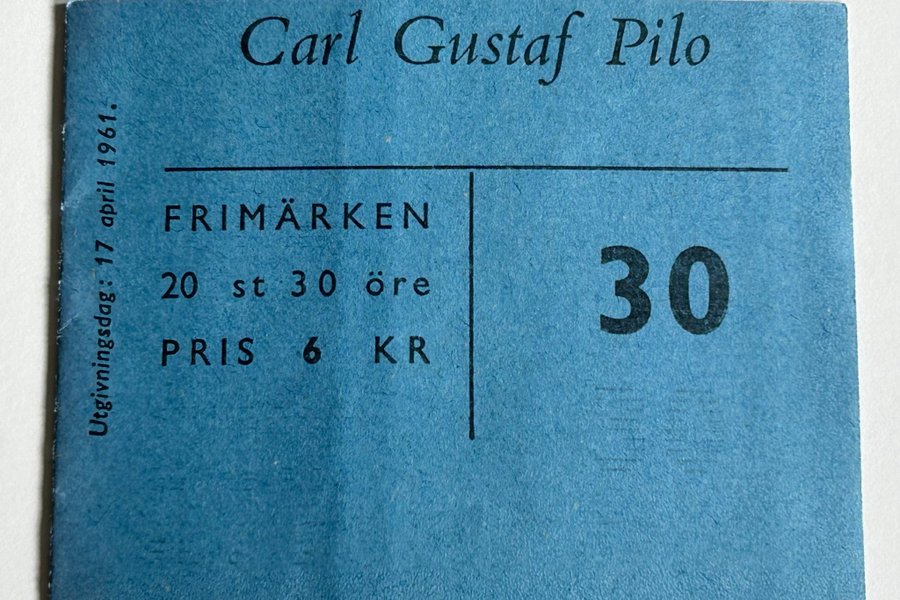 Carl Gustaf Pilo
Utgivningsdag: 17 april 1961.
FRIMÄRKEN
20 st 30 öre
PRIS 6 KR
30